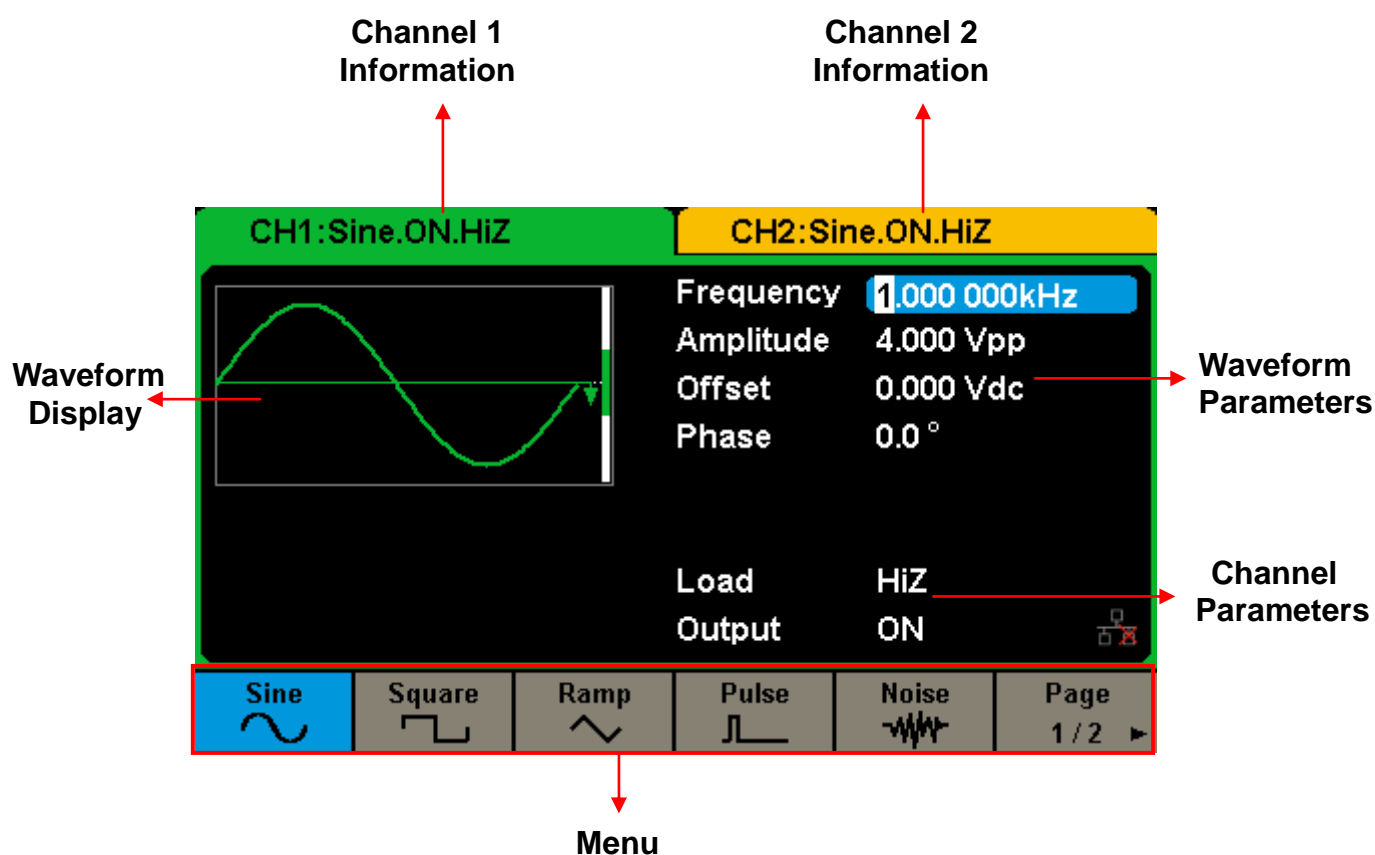 Channel 1
Information
Channel 2
Information
CH1:Sine.ON.HiZ
CH2:Sine.ON.HiZ
Waveform
Display
Frequency 1.000 000kHz
Amplitude 4.000 Vpp
Offset 0.000 Vdc
Phase 0.0 °
Waveform
Parameters
Load HiZ
Output ON
Channel
Parameters
Sine
Square
Ramp
Pulse
Noise
Page
1 / 2
Menu